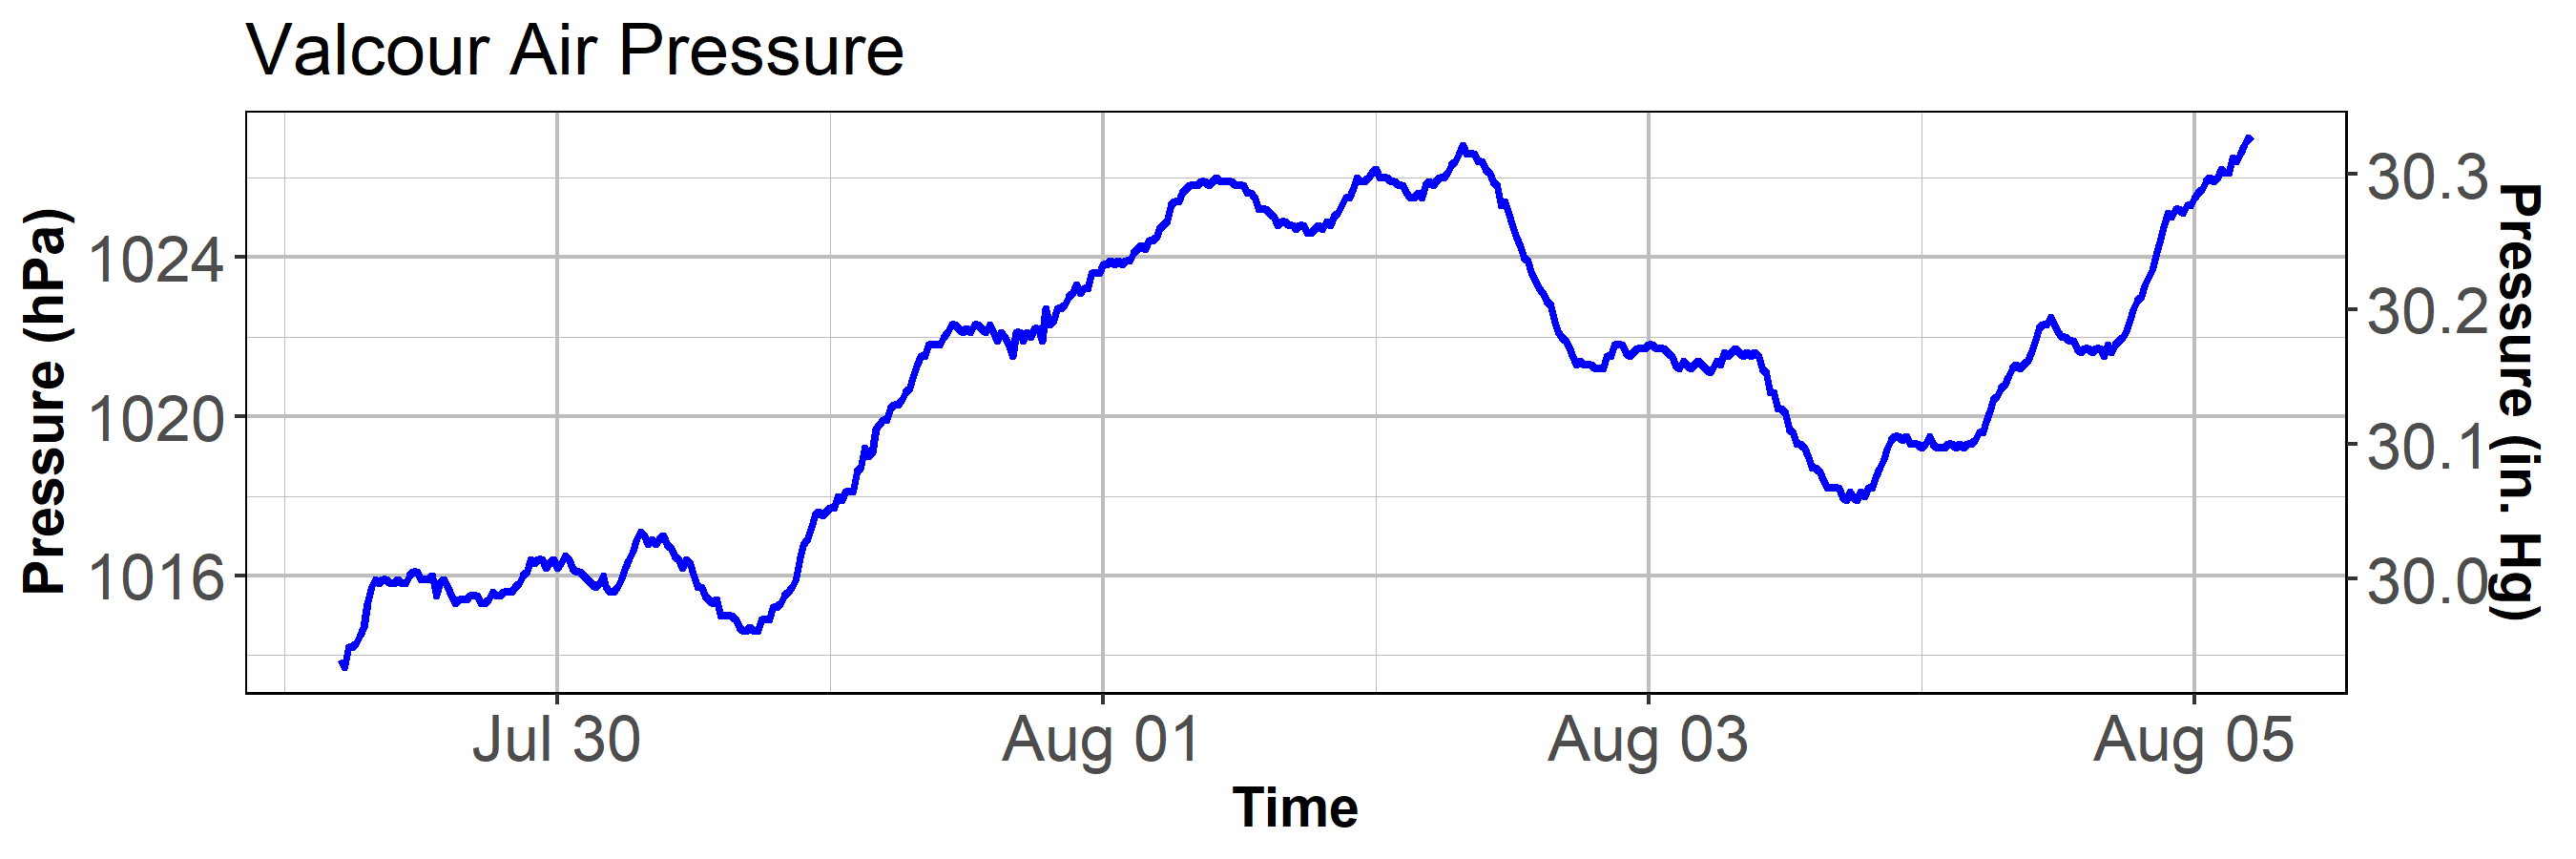 Valcour Air Pressure
Pressure (hPa)
1024
1020
1016
30.3
30.2
30.1
30.0
Pressure (in. Hg)
Jul 30
Aug 01
Aug 03
Aug 05
Time